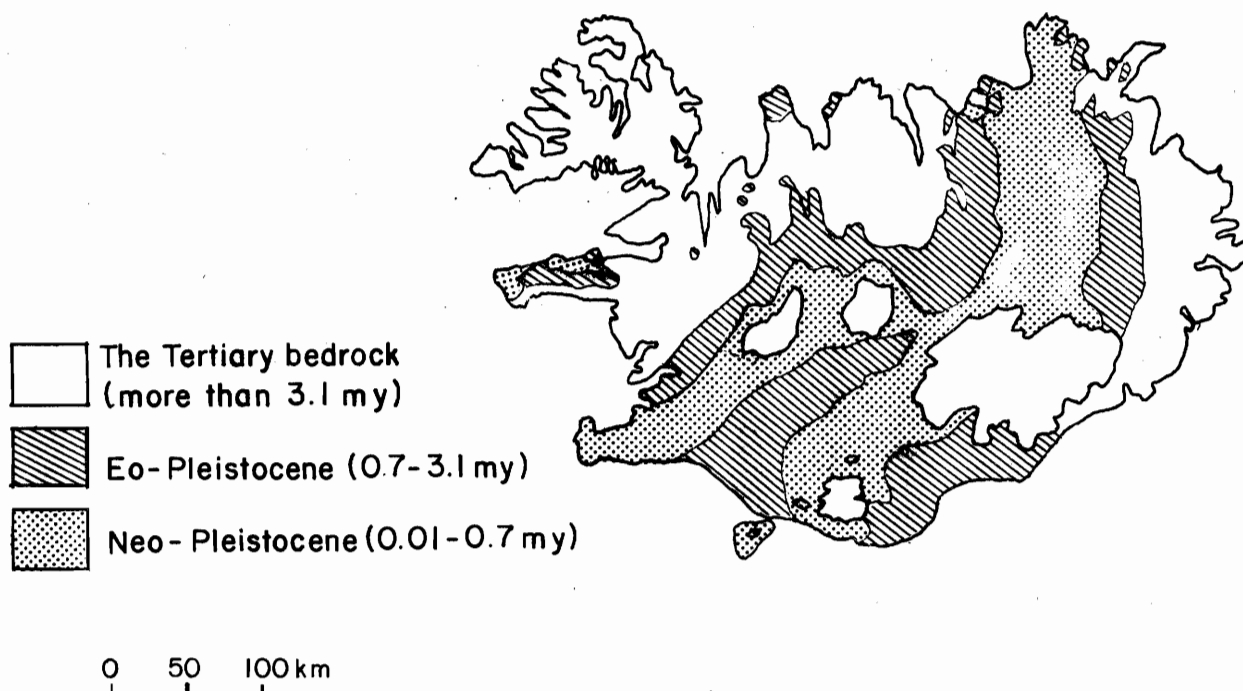 The Tertiary bedrock
(more than 3.1 my)
Eo-Pleistocene (0.7-3.1 my)
Neo-Pleistocene (0.01-0.7 my)
0 50 100 km